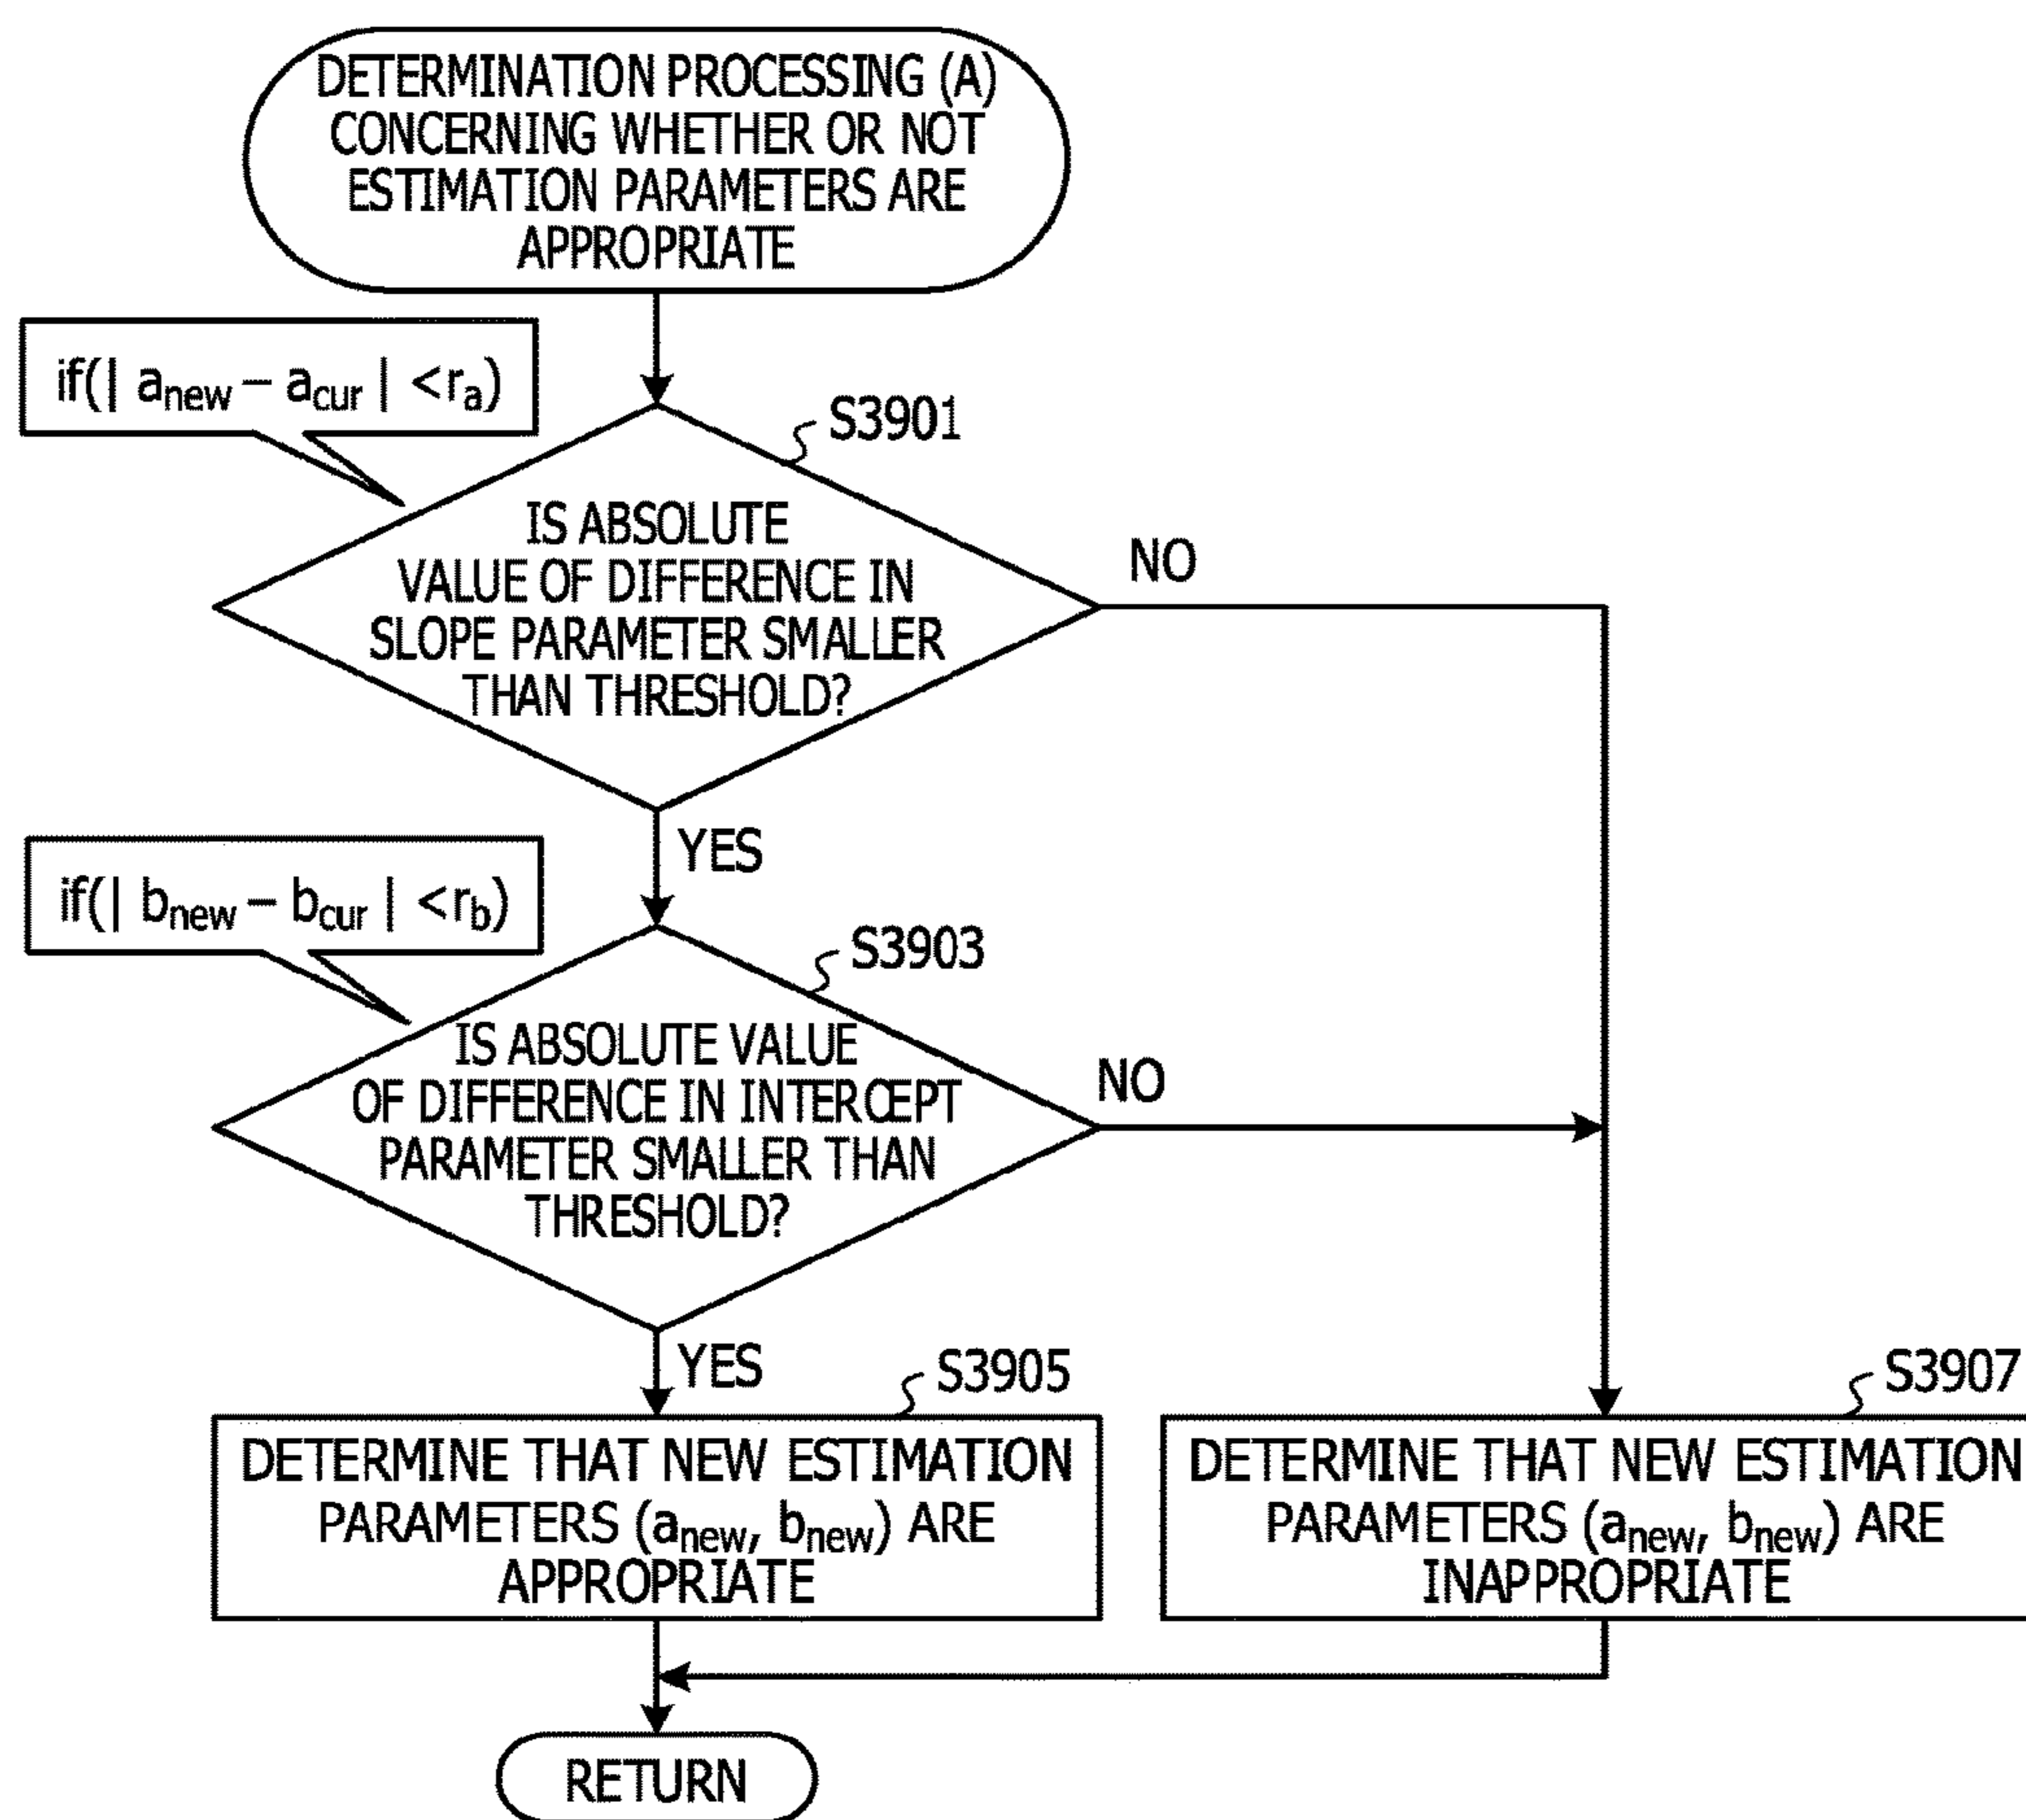 DETERMINATION PROCESSING (A)
CONCERNING WHETHER OR NOT
ESTIMATION PARAMETERS ARE
APPROPRIATE
if(| a_new – a_cur | <r_a)
S3901
IS ABSOLUTE
VALUE OF DIFFERENCE IN
SLOPE PARAMETER SMALLER
THAN THRESHOLD?
NO
YES
if(| b_new – b_cur | <r_b)
S3903
IS ABSOLUTE VALUE
OF DIFFERENCE IN INTERCEPT
PARAMETER SMALLER THAN
THRESHOLD?
NO
YES
S3905
DETERMINE THAT NEW ESTIMATION
PARAMETERS (a_new, b_new) ARE
APPROPRIATE
S3907
DETERMINE THAT NEW ESTIMATION
PARAMETERS (a_new, b_new) ARE
INAPPROPRIATE
RETURN